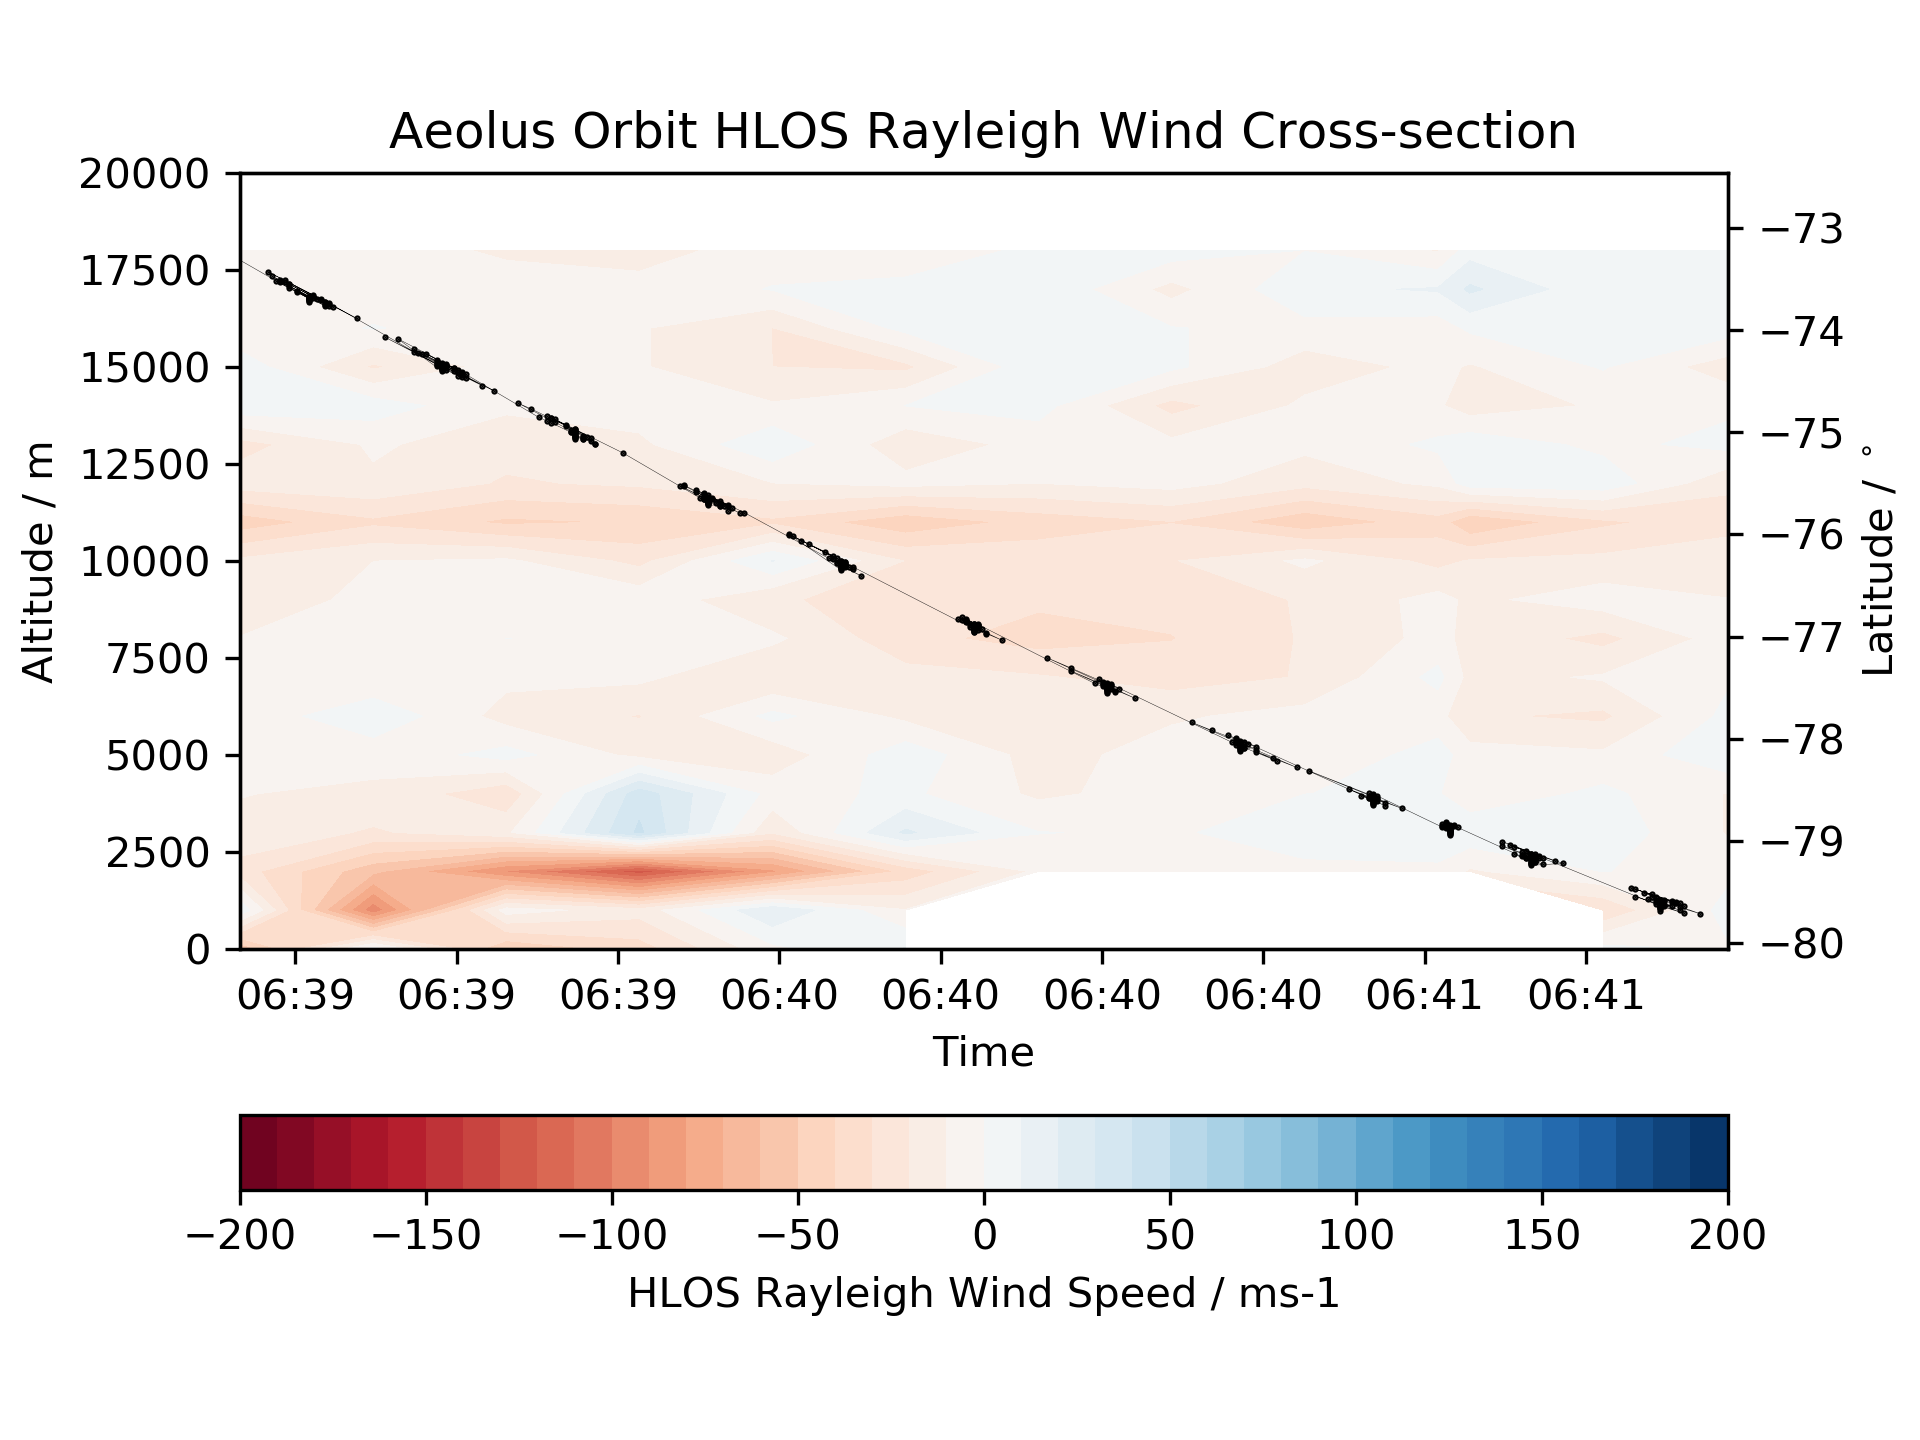 Aeolus Orbit HLOS Rayleigh Wind Cross-section
20000
17500
15000
12500
10000
7500
5000
2500
0
Altitude / m
−73
−74
−75
−76
−77
−78
−79
−80
Latitude / °
06:39 06:39 06:39 06:40 06:40 06:40 06:40 06:41 06:41
Time
−200 −150 −100 −50 0 50 100 150 200
HLOS Rayleigh Wind Speed / ms-1